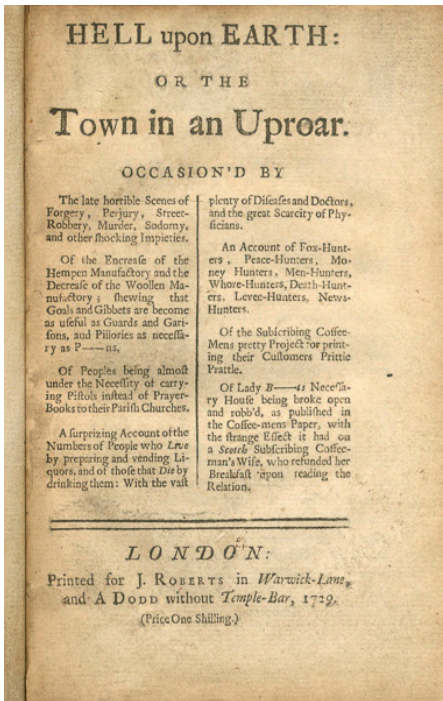 HELL upon EARTH:
OR THE
Town in an Uproar.
OCCASION'D BY
The late horrible Scenes of
Forgery, Perjury, Street-
Robbery, Murder, Sodomy,
and other shocking Impieties.
Of the Encrease of the
Hempen Manufactory and the
Decrease of the Woollen Ma-
nufactory; shewing that
Goals and Gibbets are become
as useful as Guards and Gari-
sons, and Pillories as necessa-
ry as P——ns.
Of Peoples being almost
under the Necessity of carry-
ing Pistols instead of Prayer-
Books to their Parish Churches.
A surprizing Account of the
Numbers of People who Live
by preparing and vending Li-
quors, and of those that Die by
drinking them: With the vast
plenty of Diseases and Doctors,
and the great Scarcity of Phy-
sicians.
An Account of Fox-Hunt-
ers, Peace-Hunters, Mo-
ney Hunters, Men-Hunters,
Whore-Hunters, Death-Hunt-
ers, Levee-Hunters, News-
Hunters.
Of the Subscribing Coffee-
Mens pretty Project for print-
ing their Customers Prittle
Prattle.
Of Lady B——'s Necessa-
ry House being broke open
and robb'd, as published in
the Coffee-mens Paper, with
the strange Effect it had on
a Scotch Subscribing Coffee-
man's Wife, who refunded her
Breakfast upon reading the
Relation.
LONDON:
Printed for J. ROBERTS in Warwick-Lane,
and A DODD without Temple-Bar, 1729.
(Price One Shilling.)